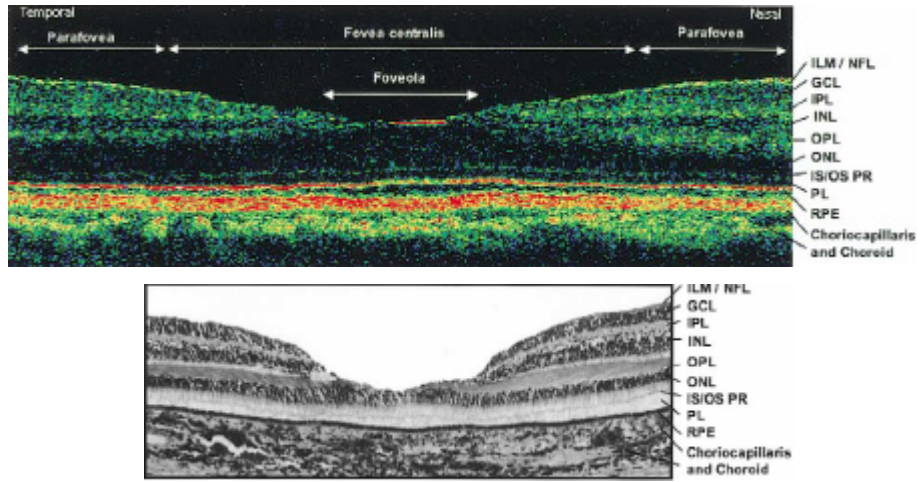 Temporal
Nasal
Parafovea
Fovea centralis
Parafovea
Foveola
ILM / NFL
GCL
IPL
INL
OPL
ONL
IS/OS PR
PL
RPE
Choriocapillaris
and Choroid
ILM / NFL
GCL
IPL
INL
OPL
ONL
IS/OS PR
PL
RPE
Choriocapillaris
and Choroid